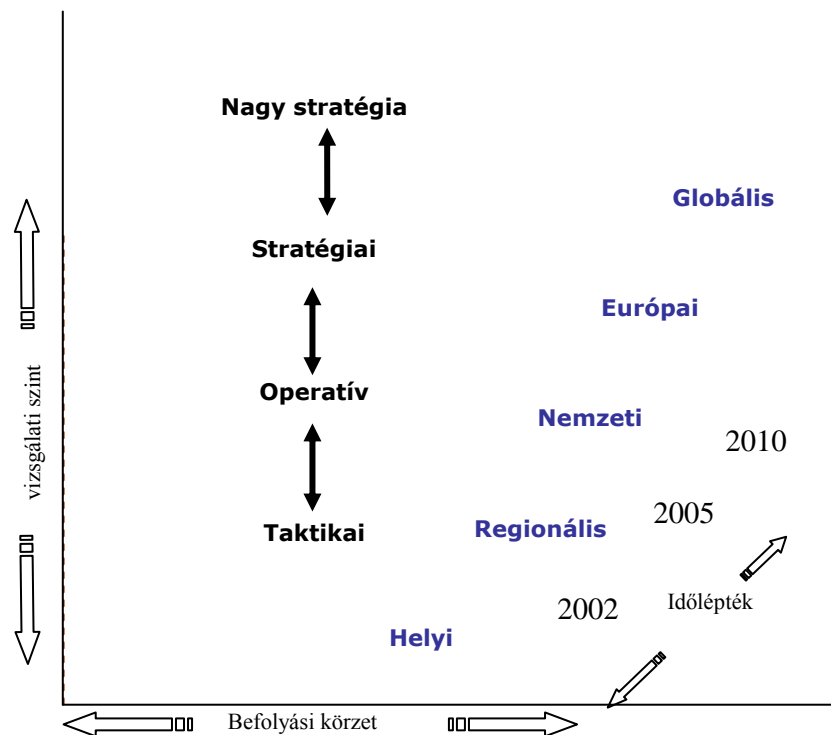 Nagy stratégia
Globális
Stratégiai
Európai
Operatív
Nemzeti
2010
vizsgálati szint
2005
Taktikai
Regionális
2002
Időlépték
Helyi
Befolyási körzet